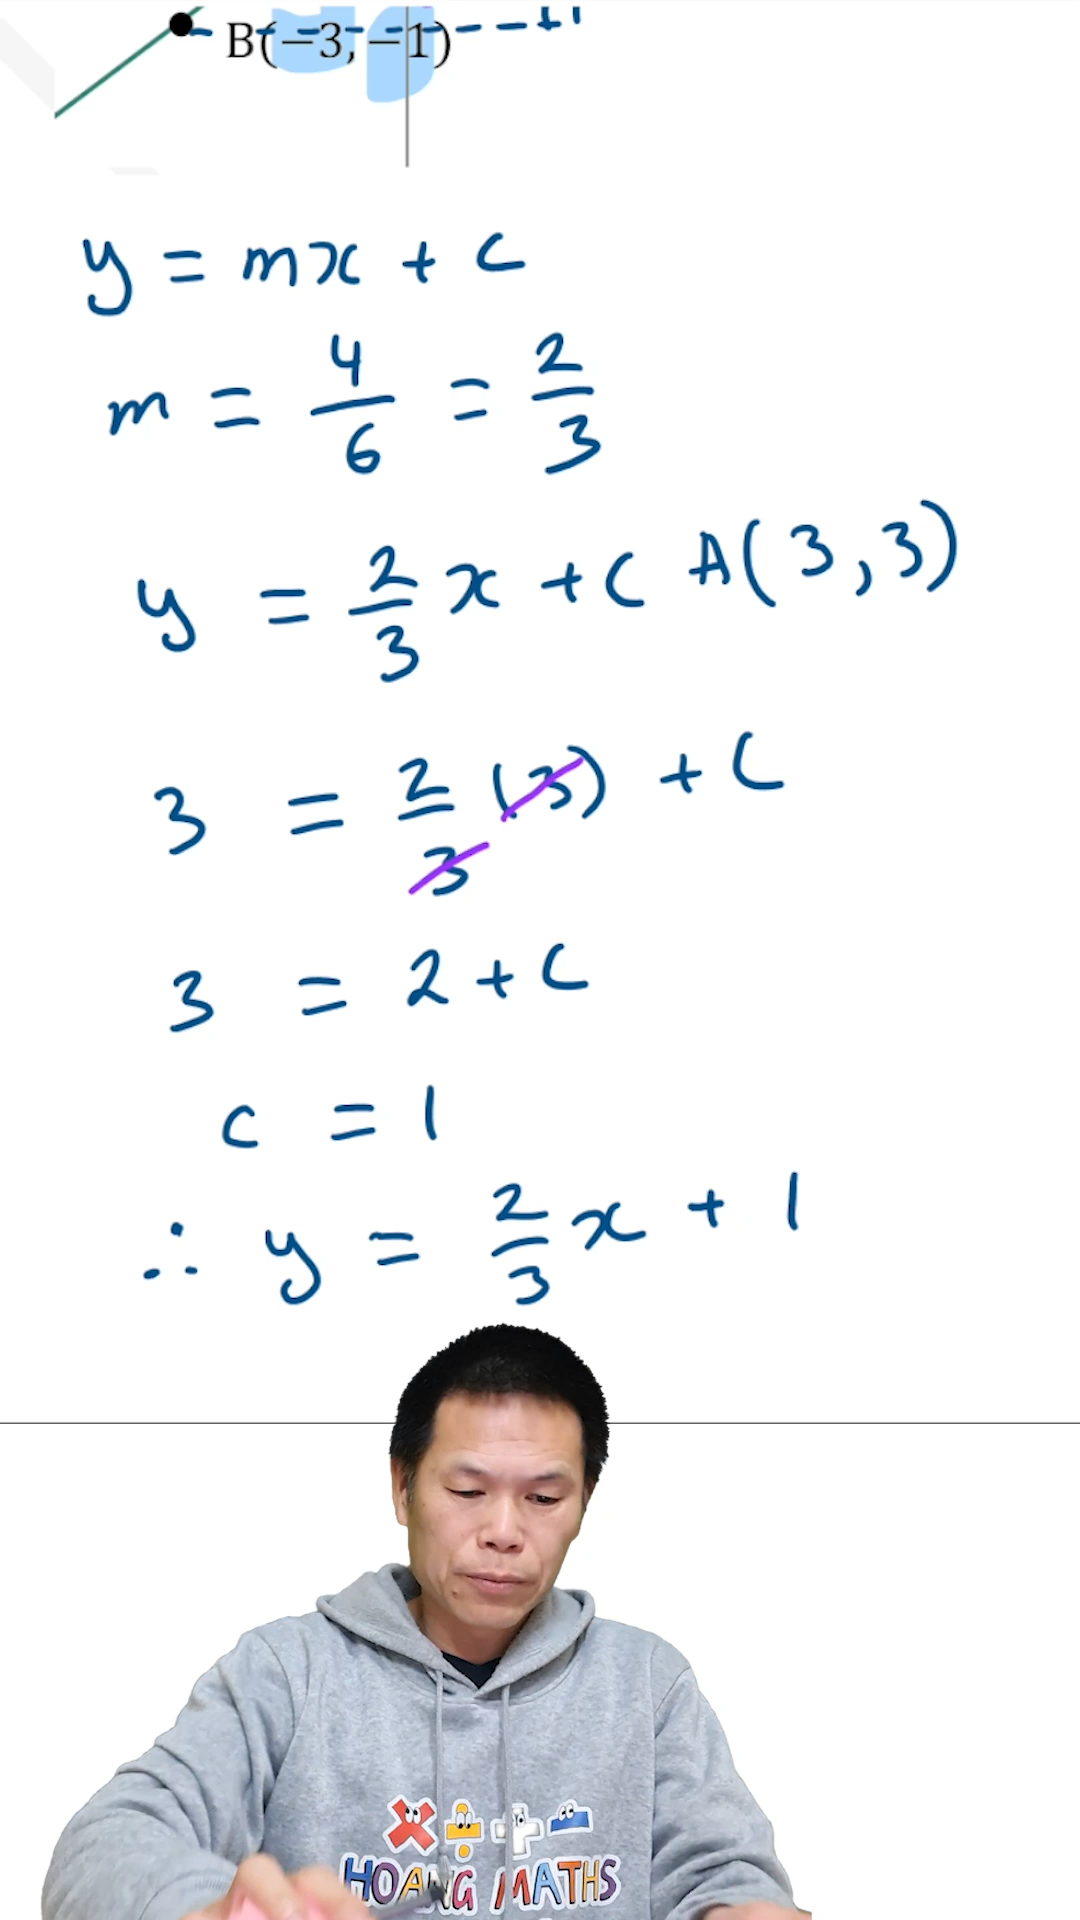 B(−3, −1)
y = mx + c
m = 4/6 = 2/3
y = 2/3 x + c A(3,3)
3 = 2/3 (3) + c
3 = 2 + c
c = 1
∴ y = 2/3 x + 1
HOANG MATHS